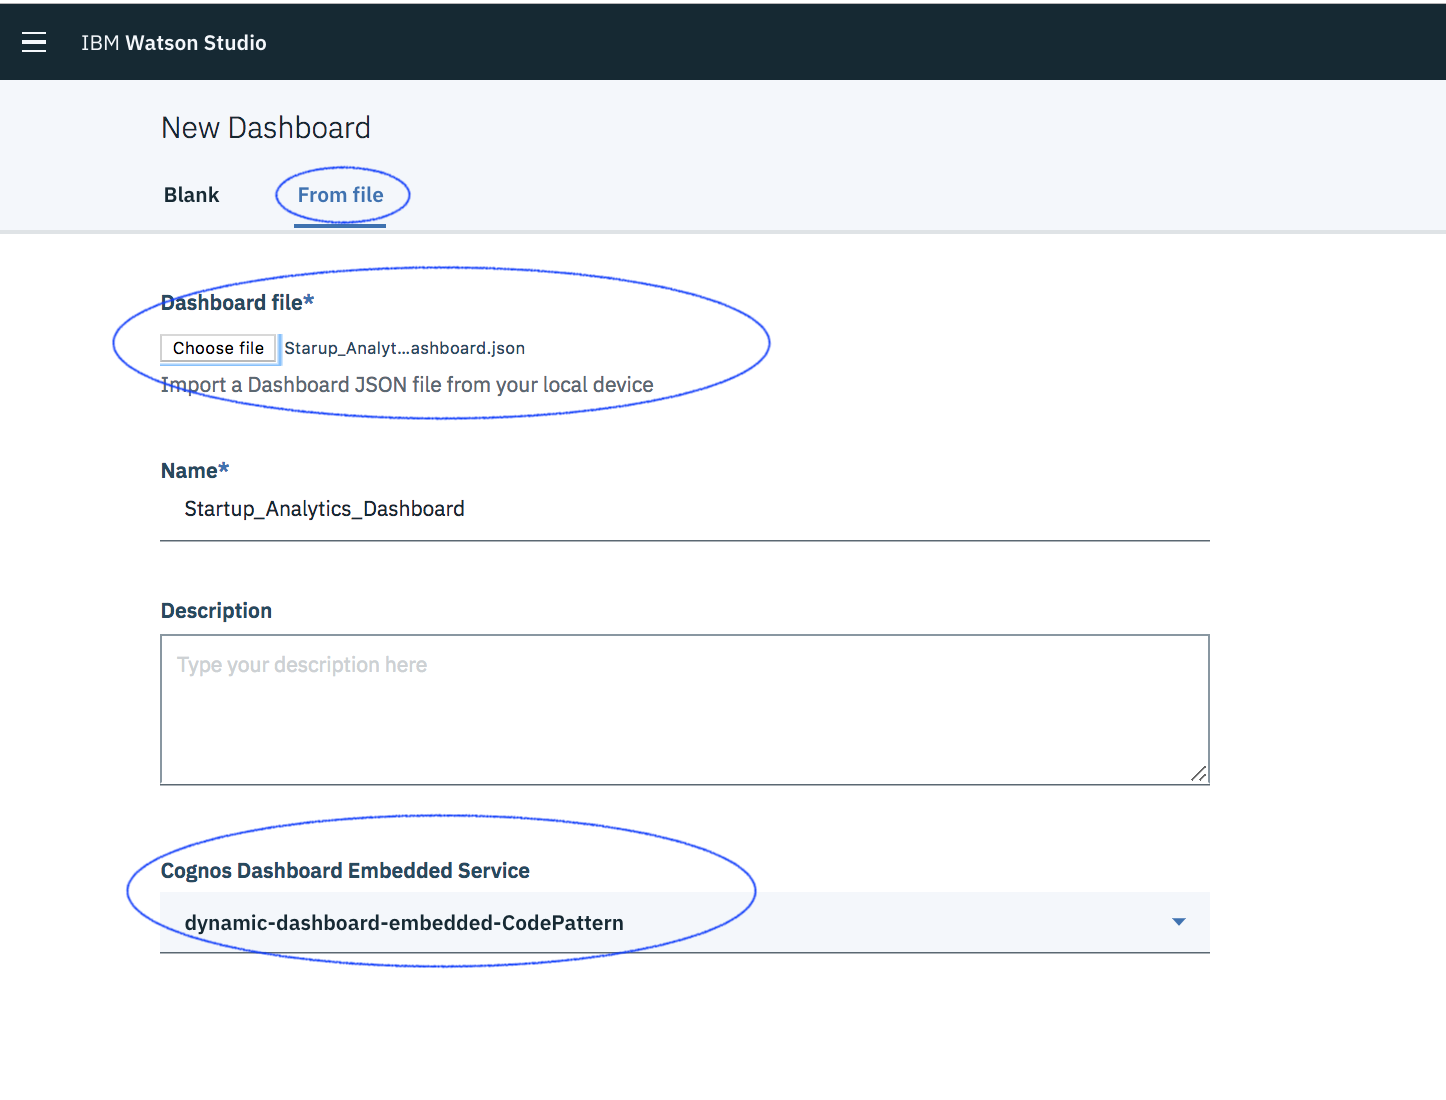 IBM Watson Studio
New Dashboard
Blank From file
Dashboard file*
Choose file Starup_Analyt...ashboard.json
Import a Dashboard JSON file from your local device
Name*
Startup_Analytics_Dashboard
Description
Type your description here
Cognos Dashboard Embedded Service
dynamic-dashboard-embedded-CodePattern